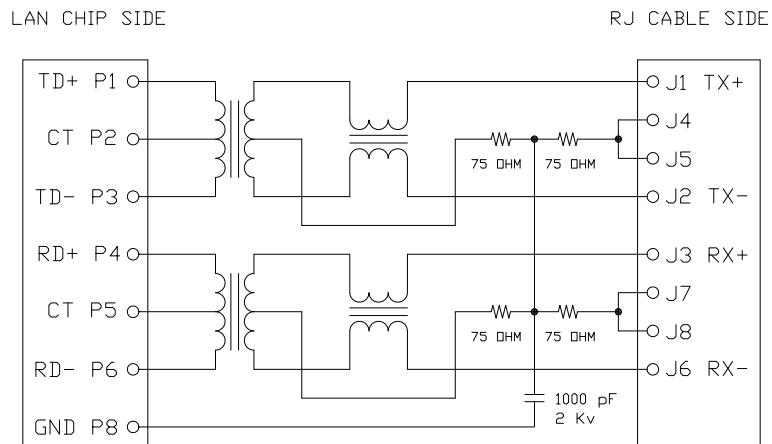 LAN CHIP SIDE
RJ CABLE SIDE
TD+ P1
J1 TX+
J4
CT P2
75 OHM
75 OHM
J5
TD- P3
J2 TX-
RD+ P4
J3 RX+
J7
CT P5
75 OHM
75 OHM
J8
RD- P6
J6 RX-
1000 pF
2 Kv
GND P8